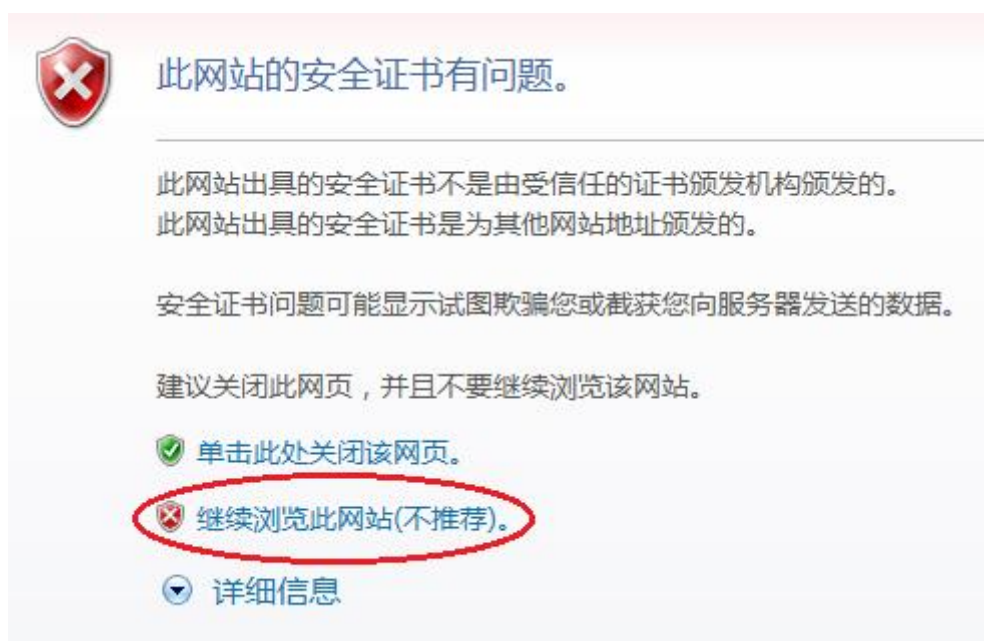 此网站的安全证书有问题。
此网站出具的安全证书不是由受信任的证书颁发机构颁发的。
此网站出具的安全证书是为其他网站地址颁发的。
安全证书问题可能显示试图欺骗您或截获您向服务器发送的数据。
建议关闭此网页，并且不要继续浏览该网站。
单击此处关闭该网页。
继续浏览此网站(不推荐)。
详细信息